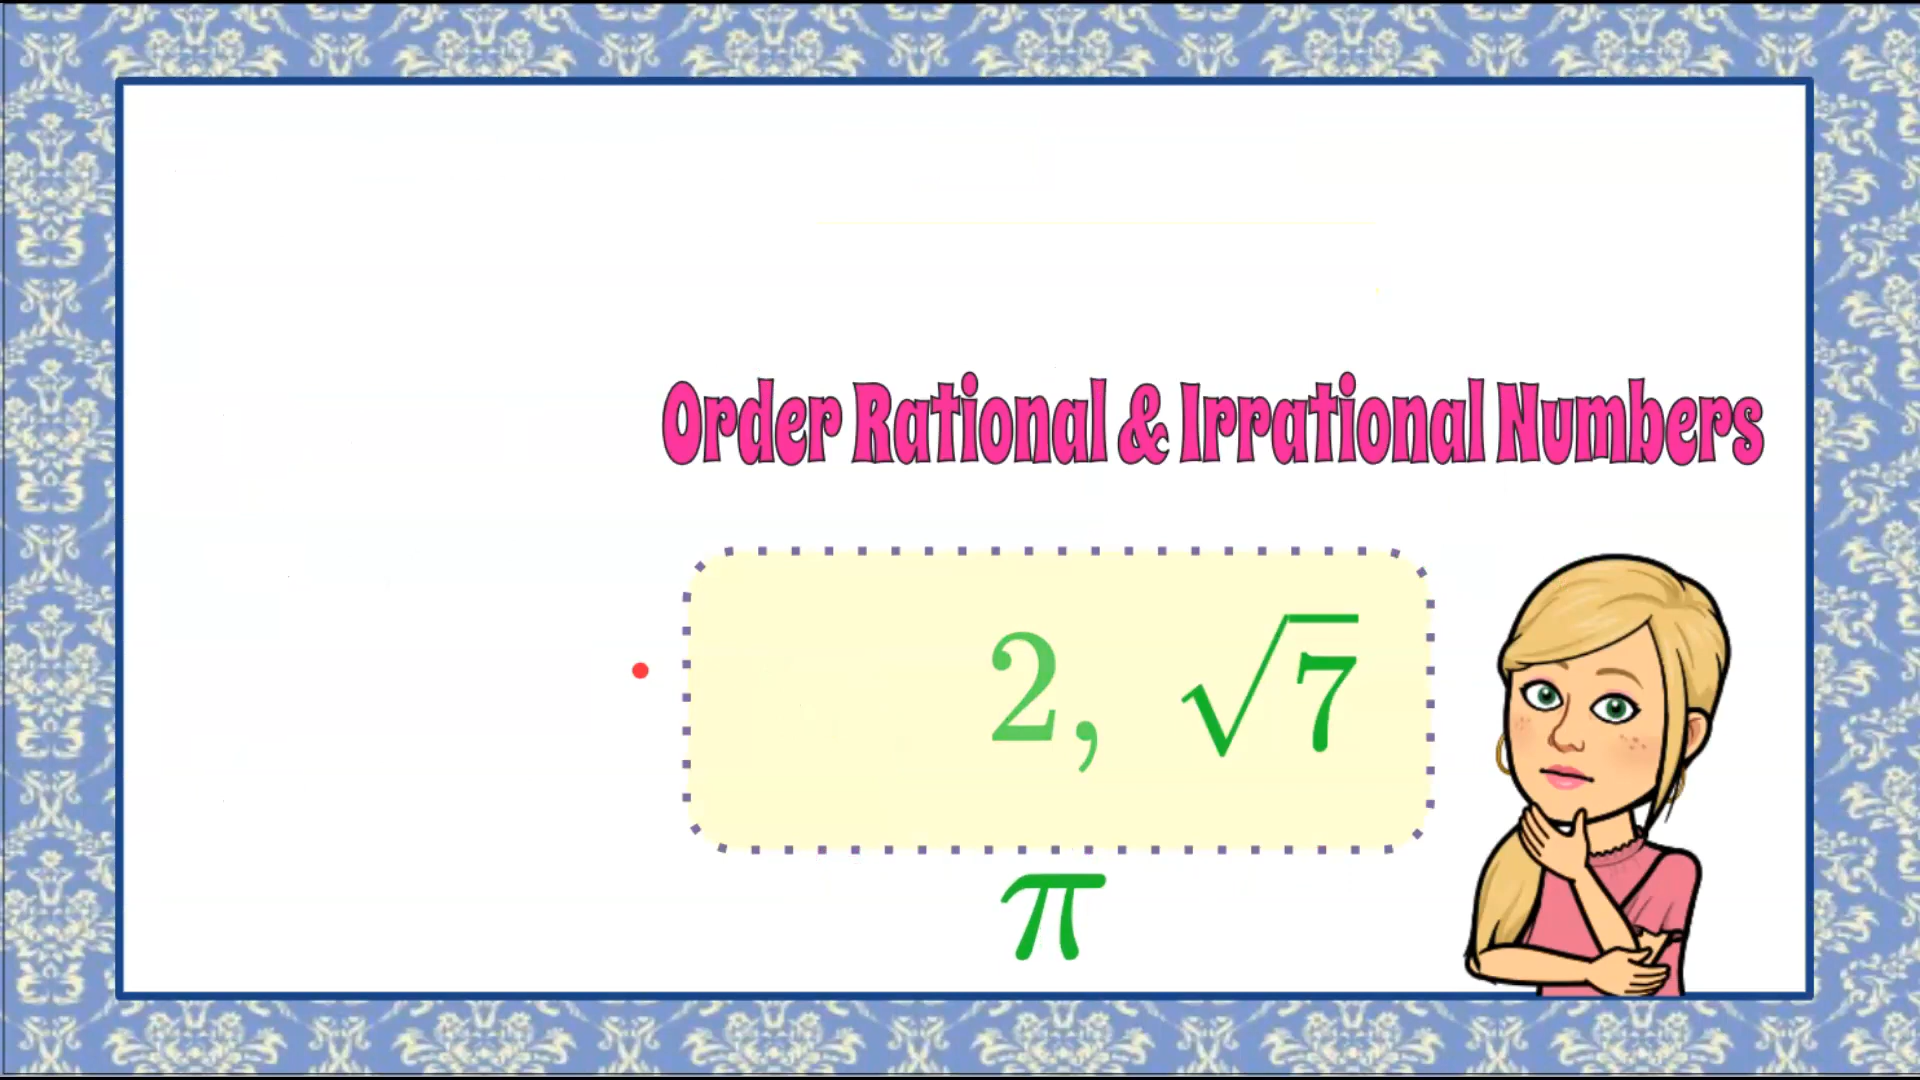 Order Rational & Irrational Numbers
2, √7
π